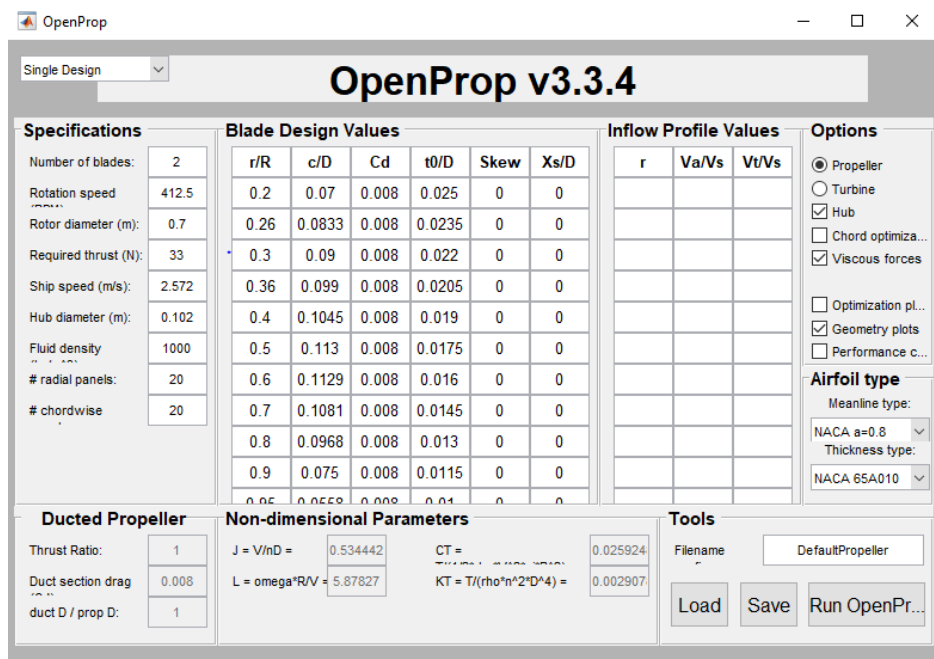 OpenProp
Single Design
OpenProp v3.3.4
Specifications
Number of blades: 2
Rotation speed 412.5
Rotor diameter (m): 0.7
Required thrust (N): 33
Ship speed (m/s): 2.572
Hub diameter (m): 0.102
Fluid density 1000
# radial panels: 20
# chordwise 20
Blade Design Values
r/R c/D Cd t0/D Skew Xs/D
0.2 0.07 0.008 0.025 0 0
0.26 0.0833 0.008 0.0235 0 0
0.3 0.09 0.008 0.022 0 0
0.36 0.099 0.008 0.0205 0 0
0.4 0.1045 0.008 0.019 0 0
0.5 0.113 0.008 0.0175 0 0
0.6 0.1129 0.008 0.016 0 0
0.7 0.1081 0.008 0.0145 0 0
0.8 0.0968 0.008 0.013 0 0
0.9 0.075 0.008 0.0115 0 0
Inflow Profile Values
r Va/Vs Vt/Vs
Options
Propeller
Turbine
Hub
Chord optimiza...
Viscous forces
Optimization pl...
Geometry plots
Performance c...
Airfoil type
Meanline type:
NACA a=0.8
Thickness type:
NACA 65A010
Ducted Propeller
Thrust Ratio: 1
Duct section drag 0.008
duct D / prop D: 1
Non-dimensional Parameters
J = V/nD = 0.534442
L = omega*R/V = 5.87827
CT = 0.025924
KT = T/(rho*n^2*D^4) = 0.002907
Tools
Filename DefaultPropeller
Load Save Run OpenPr...